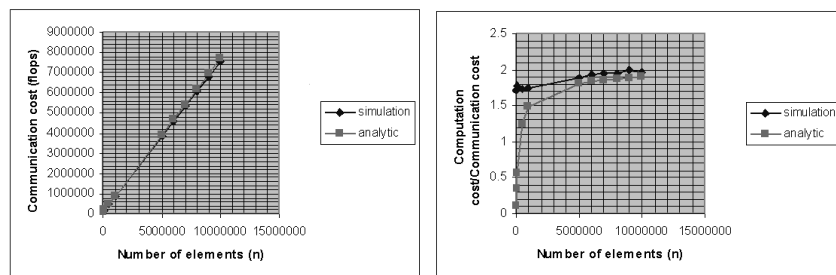 9000000
8000000
7000000
6000000
5000000
4000000
3000000
2000000
1000000
0
Communication cost (flops)
0 5000000 10000000 15000000
Number of elements (n)
simulation
analytic
2.5
2
1.5
1
0.5
0
Computation
cost/Communication cost
0 5000000 10000000 15000000
Number of elements (n)
simulation
analytic